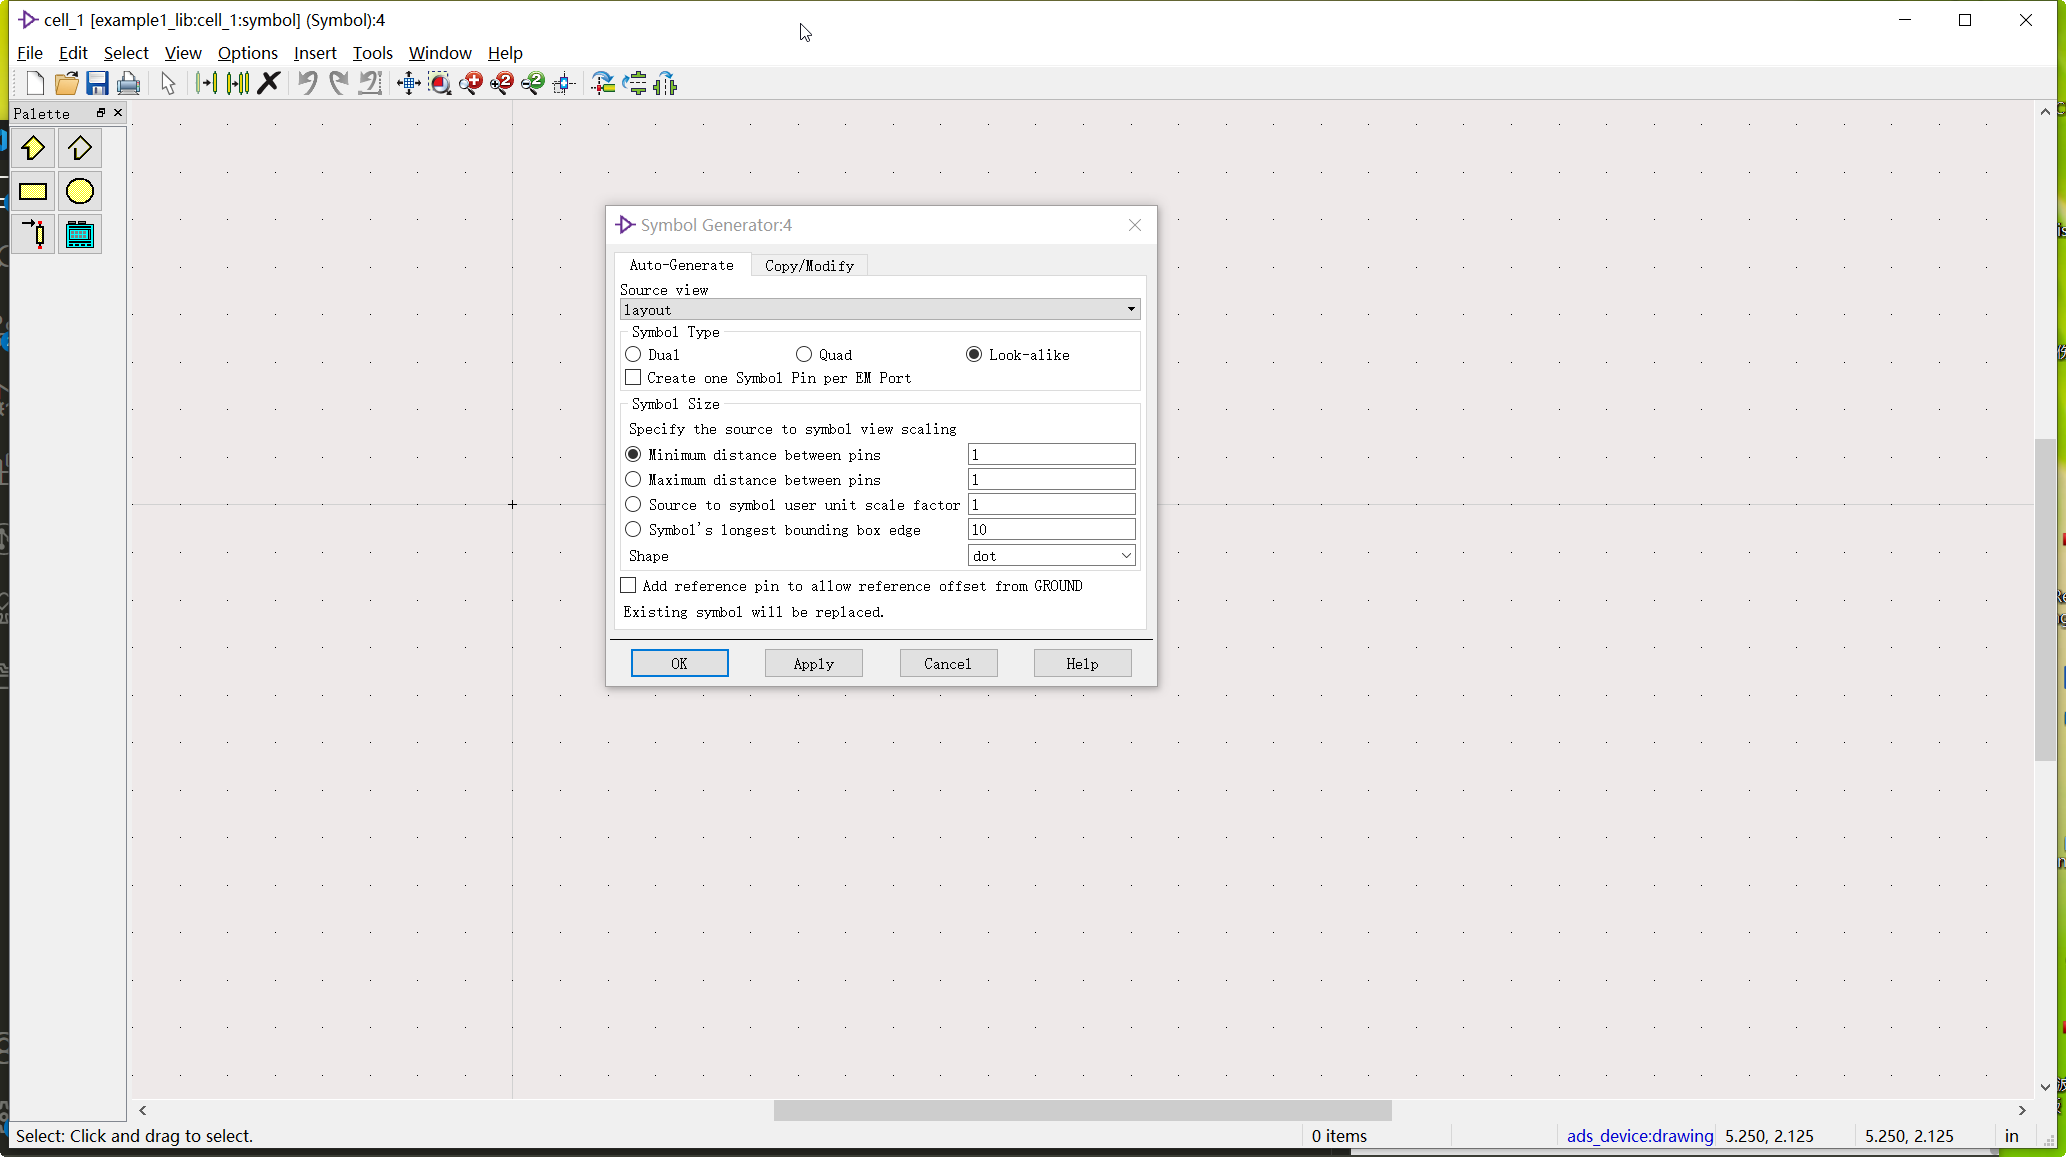 cell_1 [example1_lib:cell_1:symbol] (Symbol):4
File Edit Select View Options Insert Tools Window Help
Palette
Symbol Generator:4
Auto-Generate Copy/Modify
Source view
layout
Symbol Type
Dual Quad Look-alike
Create one Symbol Pin per EM Port
Symbol Size
Specify the source to symbol view scaling
Minimum distance between pins 1
Maximum distance between pins 1
Source to symbol user unit scale factor 1
Symbol's longest bounding box edge 10
Shape dot
Add reference pin to allow reference offset from GROUND
Existing symbol will be replaced.
OK Apply Cancel Help
Select: Click and drag to select. 0 items ads_device:drawing 5.250, 2.125 5.250, 2.125 in